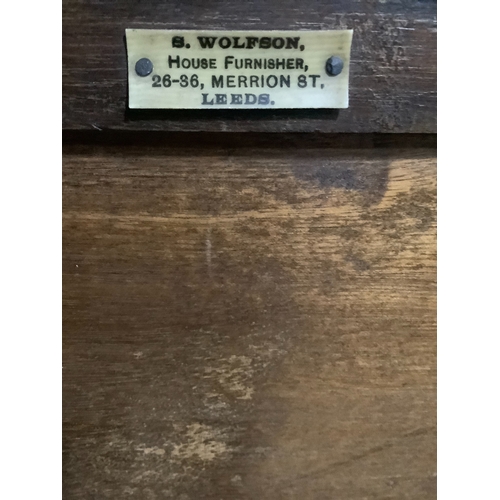 S. WOLFSON,
HOUSE FURNISHER,
26-36, MERRION ST,
LEEDS.